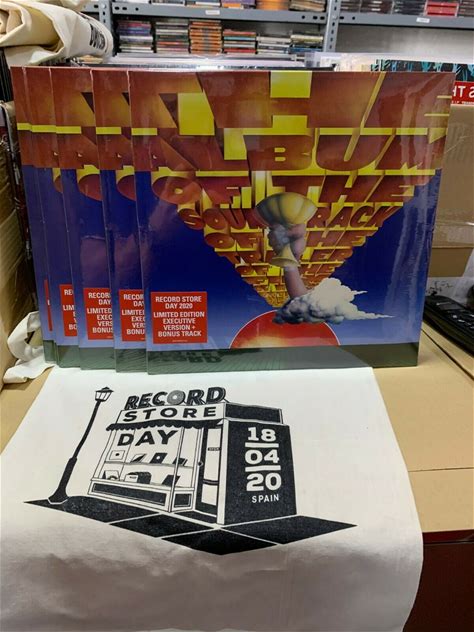 THE
ALBUM
OF THE
SOUNDTRACK
OF THE
RECORD STORE
DAY 2020
LIMITED EDITION
EXECUTIVE
VERSION +
BONUS TRACK
RECORD
STORE
DAY
18
04
20
SPAIN